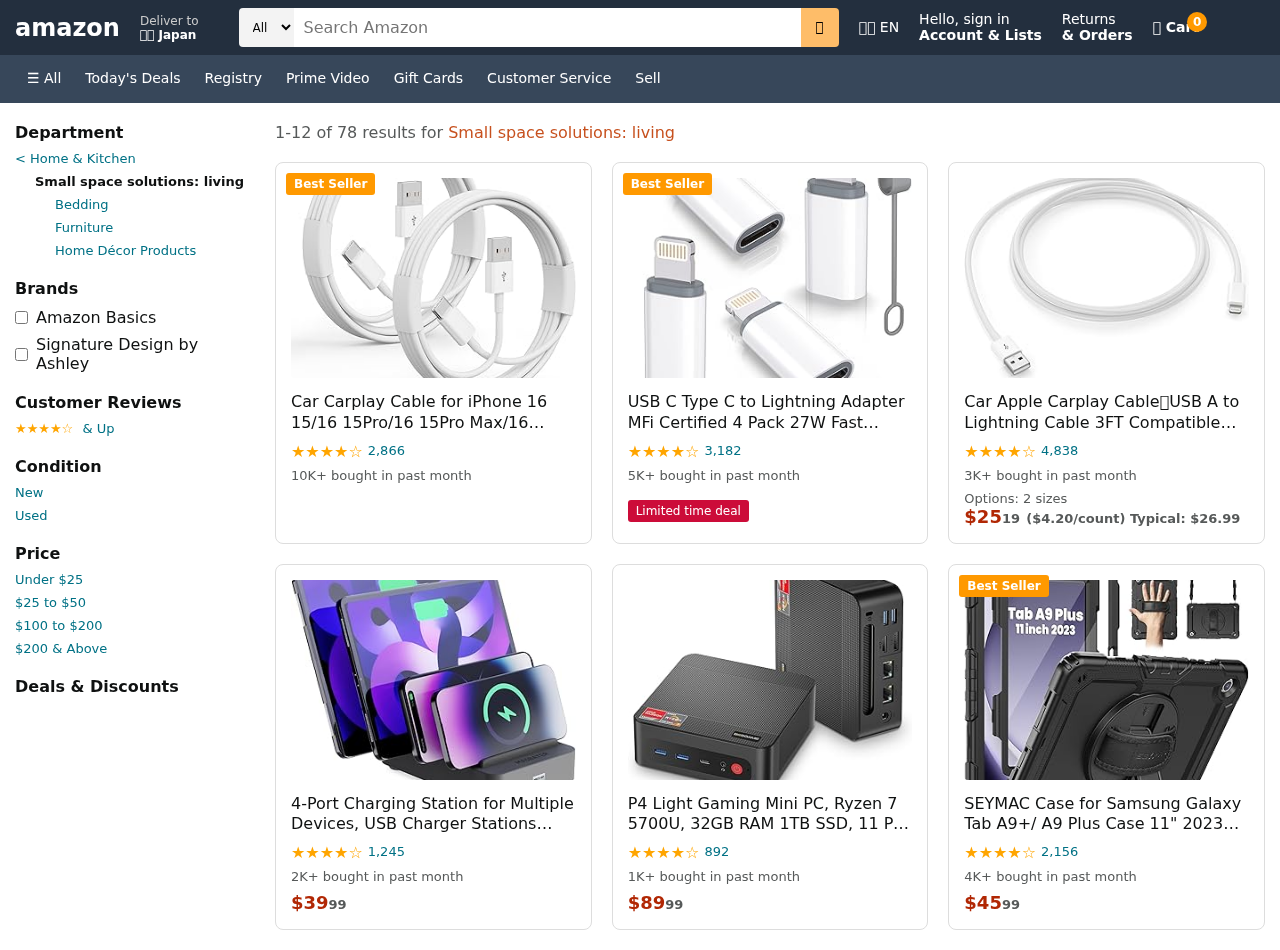 amazon
Deliver to
Japan
All
Search Amazon
EN
Hello, sign in
Account & Lists
Returns
& Orders
0
☰ All
Today's Deals
Registry
Prime Video
Gift Cards
Customer Service
Sell
Department
< Home & Kitchen
Small space solutions: living
Bedding
Furniture
Home Décor Products
Brands
Amazon Basics
Signature Design by
Ashley
Customer Reviews
★★★★☆ & Up
Condition
New
Used
Price
Under $25
$25 to $50
$100 to $200
$200 & Above
Deals & Discounts
1-12 of 78 results for Small space solutions: living
Best Seller
Car Carplay Cable for iPhone 16
15/16 15Pro/16 15Pro Max/16...
★★★★☆ 2,866
10K+ bought in past month
Best Seller
USB C Type C to Lightning Adapter
MFi Certified 4 Pack 27W Fast...
★★★★☆ 3,182
5K+ bought in past month
Limited time deal
Car Apple Carplay Cable USB A to
Lightning Cable 3FT Compatible...
★★★★☆ 4,838
3K+ bought in past month
Options: 2 sizes
$25 19 ($4.20/count) Typical: $26.99
4-Port Charging Station for Multiple
Devices, USB Charger Stations...
★★★★☆ 1,245
2K+ bought in past month
$39 99
P4 Light Gaming Mini PC, Ryzen 7
5700U, 32GB RAM 1TB SSD, 11 P...
★★★★☆ 892
1K+ bought in past month
$89 99
Best Seller
Tab A9 Plus
11 inch 2023
SEYMAC Case for Samsung Galaxy
Tab A9+/ A9 Plus Case 11" 2023...
★★★★☆ 2,156
4K+ bought in past month
$45 99